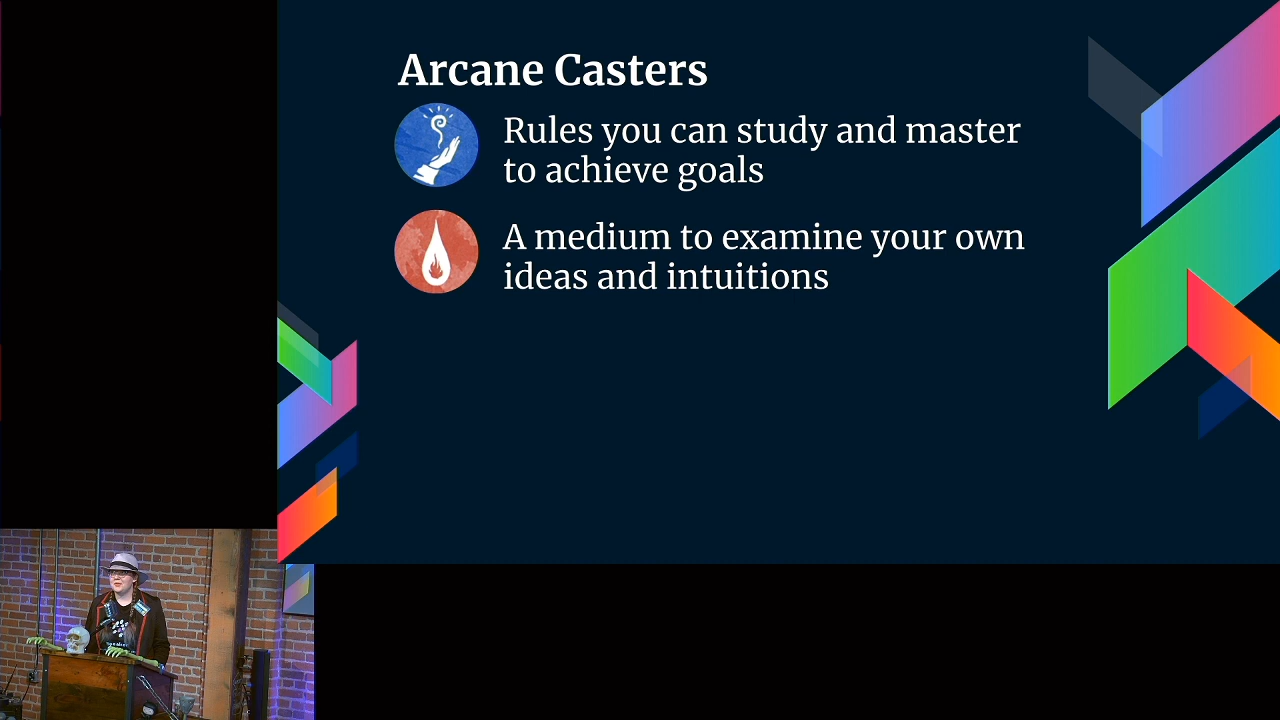 Arcane Casters
Rules you can study and master
to achieve goals
A medium to examine your own
ideas and intuitions